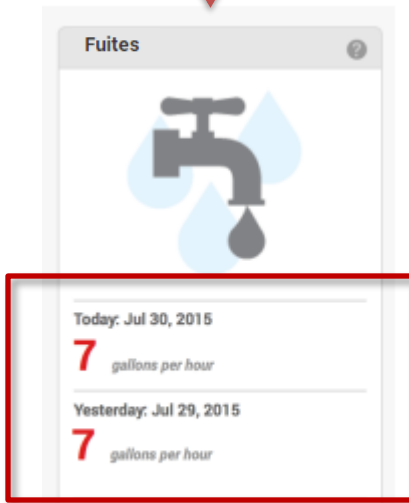 Fuites ?
Today: Jul 30, 2015
7 gallons per hour
Yesterday: Jul 29, 2015
7 gallons per hour